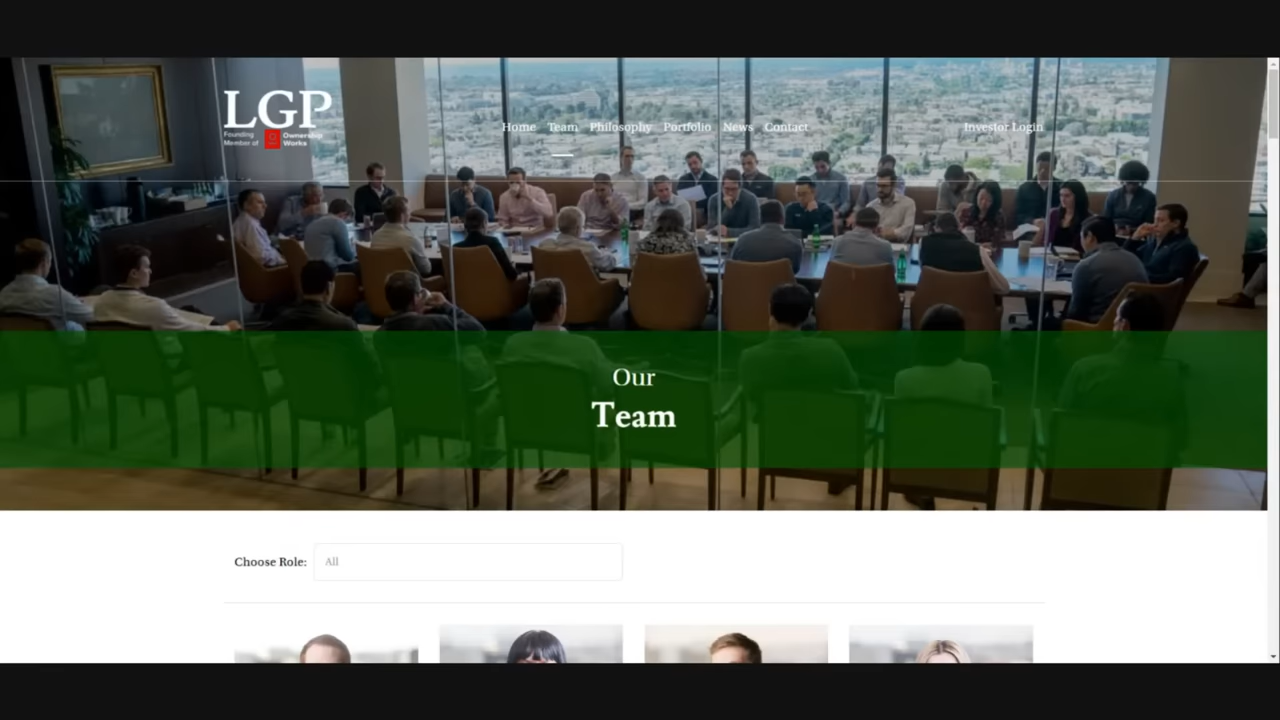 LGP
Founding Member of Ownership Works
Home Team Philosophy Portfolio News Contact Investor Login
Our
Team
Choose Role: All